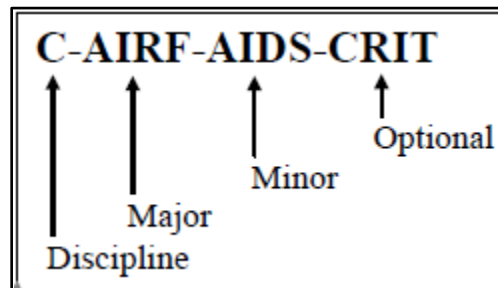 C-AIRF-AIDS-CRIT
Optional
Minor
Major
Discipline